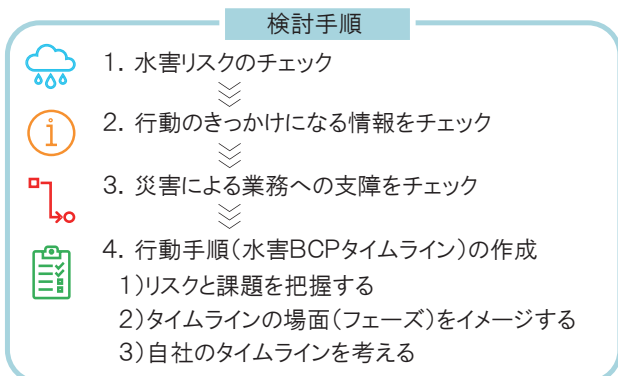 検討手順
1. 水害リスクのチェック
2. 行動のきっかけになる情報をチェック
3. 災害による業務への支障をチェック
4. 行動手順(水害BCPタイムライン)の作成
1)リスクと課題を把握する
2)タイムラインの場面(フェーズ)をイメージする
3)自社のタイムラインを考える